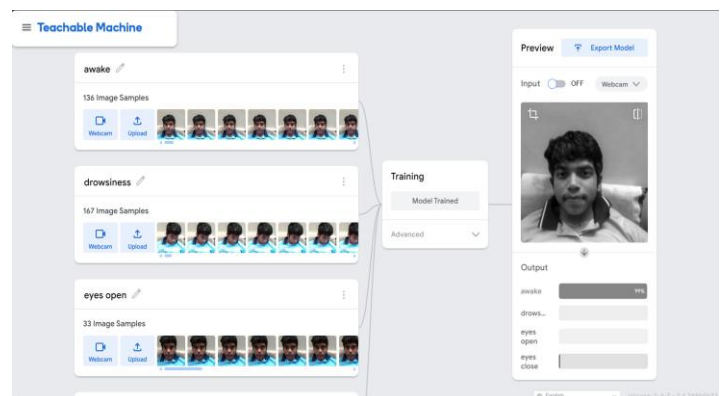 Teachable Machine
awake
136 Image Samples
Webcam
Upload
drowsiness
167 Image Samples
Webcam
Upload
eyes open
33 Image Samples
Webcam
Upload
Training
Model Trained
Advanced
Preview
Export Model
Input
OFF
Webcam
Output
awake
99%
drows...
eyes
open
eyes
close
English